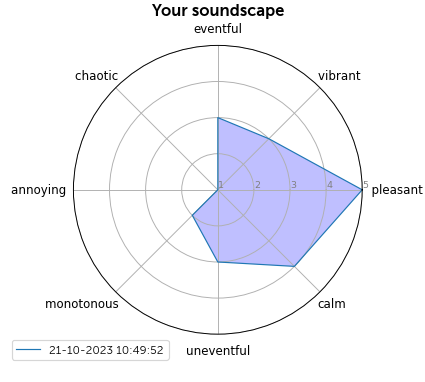 Your soundscape
eventful
chaotic
vibrant
annoying
1
2
3
4
5
pleasant
monotonous
calm
uneventful
21-10-2023 10:49:52